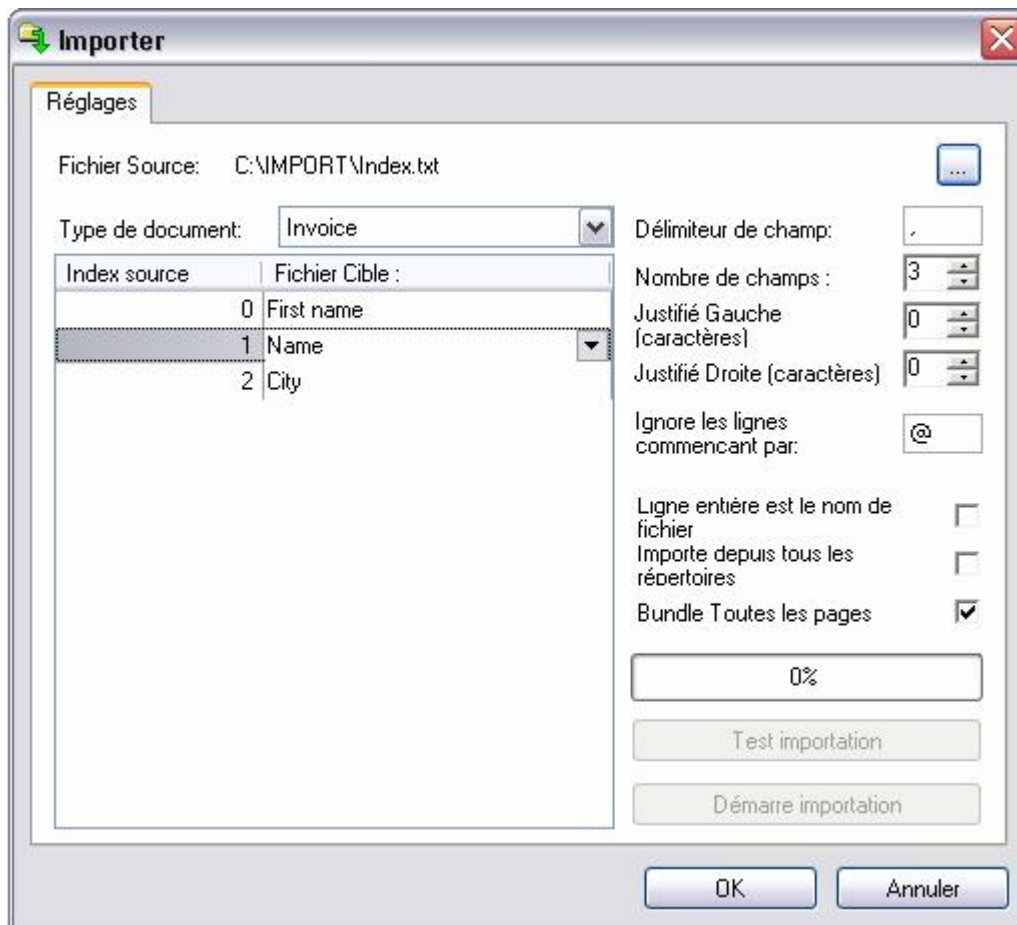 Importer
Réglages
Fichier Source: C:\IMPORT\Index.txt
...
Type de document: Invoice
Délimiteur de champ: ,
Index source Fichier Cible :
0 First name
1 Name
2 City
Nombre de champs : 3
Justifié Gauche
(caractères) 0
Justifié Droite (caractères) 0
Ignore les lignes
commencant par: @
Ligne entière est le nom de
fichier
Importe depuis tous les
répertoires
Bundle Toutes les pages
0%
Test importation
Démarre importation
OK Annuler